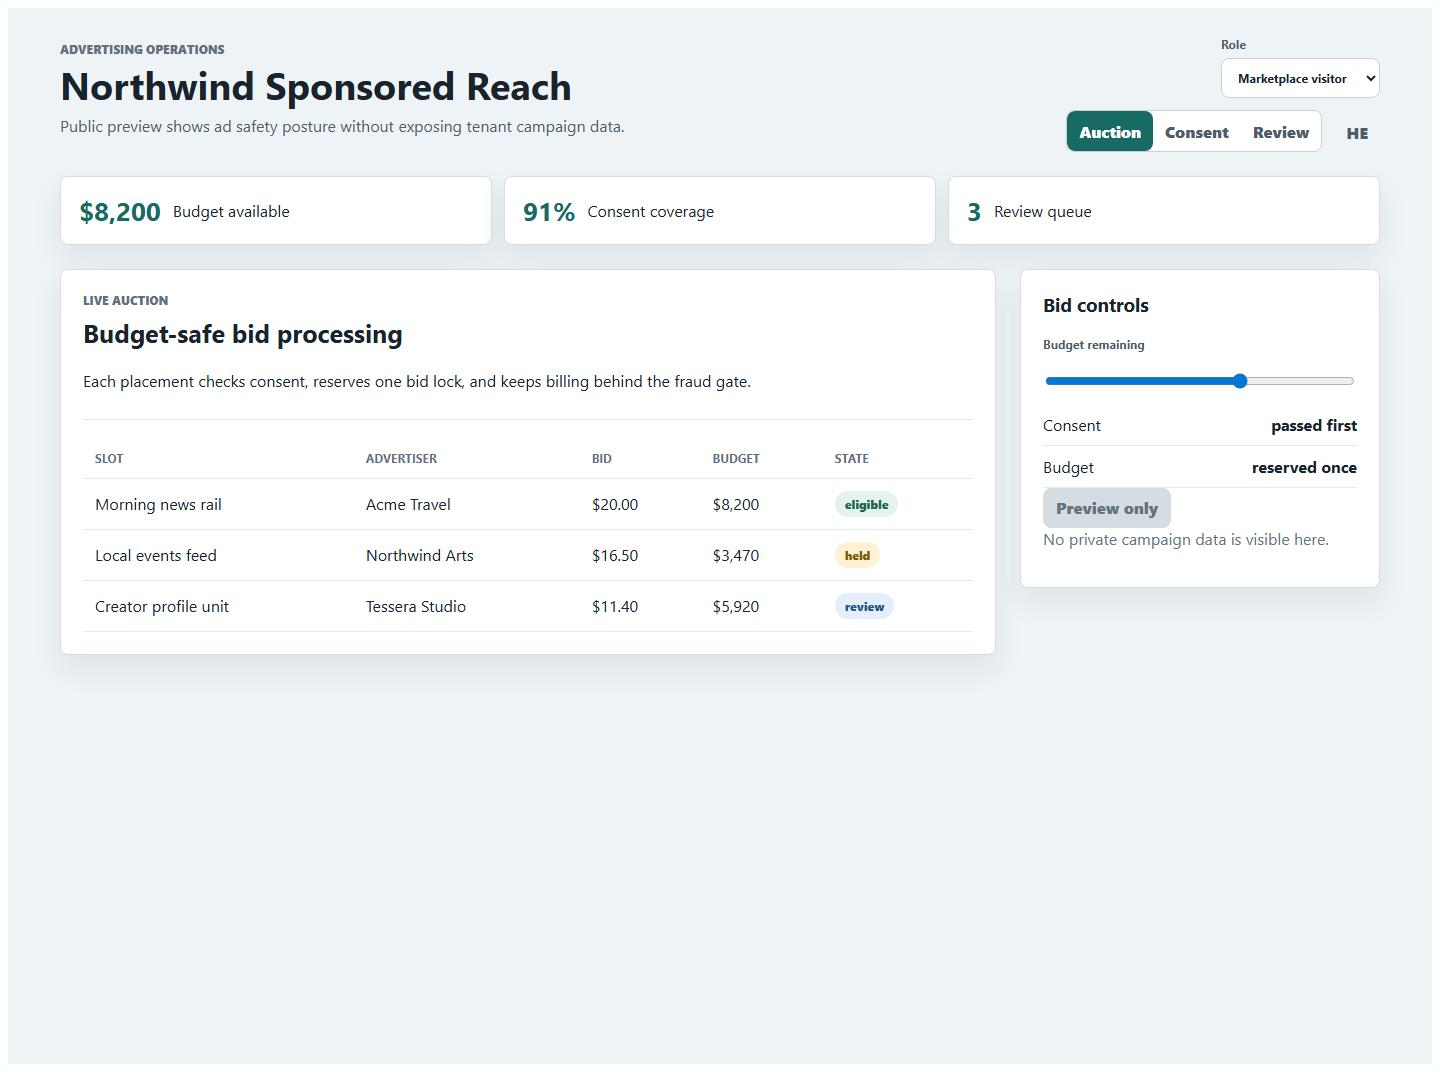 ADVERTISING OPERATIONS
Northwind Sponsored Reach
Public preview shows ad safety posture without exposing tenant campaign data.
Role
Marketplace visitor
Auction Consent Review HE
$8,200 Budget available
91% Consent coverage
3 Review queue
LIVE AUCTION
Budget-safe bid processing
Each placement checks consent, reserves one bid lock, and keeps billing behind the fraud gate.
SLOT ADVERTISER BID BUDGET STATE
Morning news rail Acme Travel $20.00 $8,200 eligible
Local events feed Northwind Arts $16.50 $3,470 held
Creator profile unit Tessera Studio $11.40 $5,920 review
Bid controls
Budget remaining
Consent passed first
Budget reserved once
Preview only
No private campaign data is visible here.